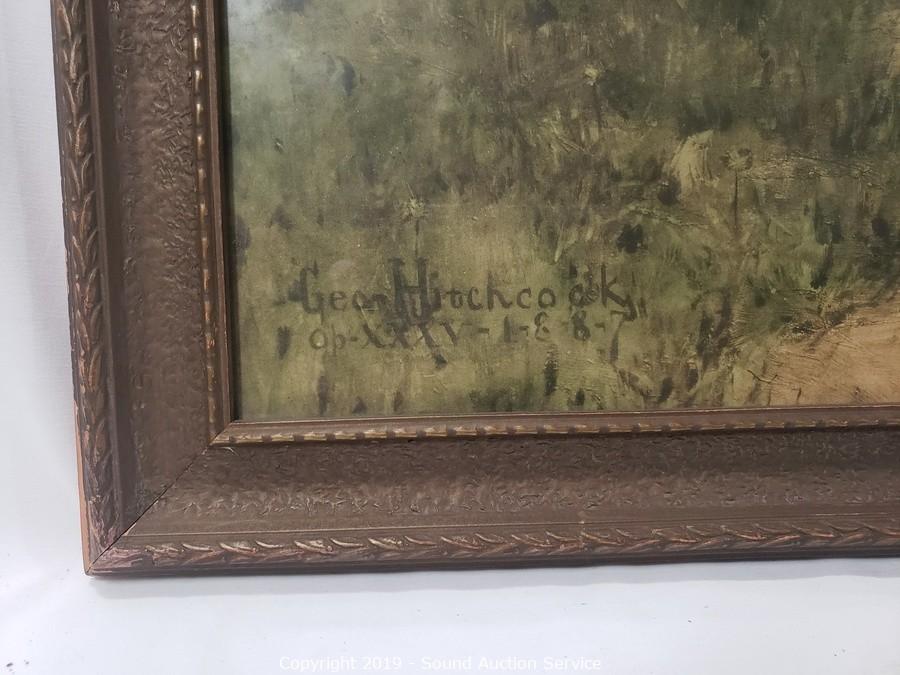 Geo Hitchcock
op-XXXV-1-8-8-7
Copyright 2019 - Sound Auction Service